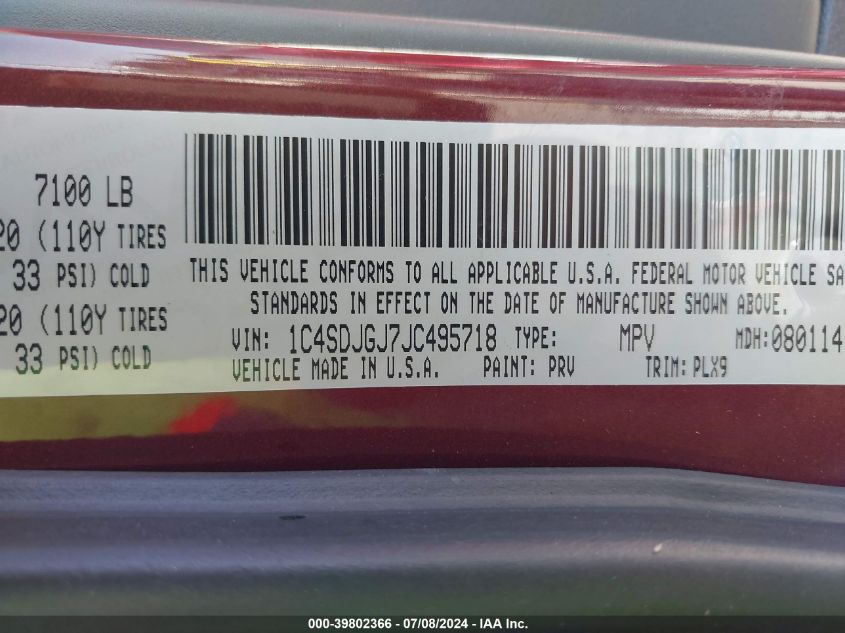 7100 LB
20 (110Y TIRES
33 PSI) COLD
20 (110Y TIRES
33 PSI) COLD
THIS VEHICLE CONFORMS TO ALL APPLICABLE U.S.A. FEDERAL MOTOR VEHICLE SA
STANDARDS IN EFFECT ON THE DATE OF MANUFACTURE SHOWN ABOVE.
VIN: 1C4SDJGJ7JC495718 TYPE: MPV MDH:080114
VEHICLE MADE IN U.S.A. PAINT: PRV TRIM:PLX9
000-39802366 - 07/08/2024 - IAA Inc.